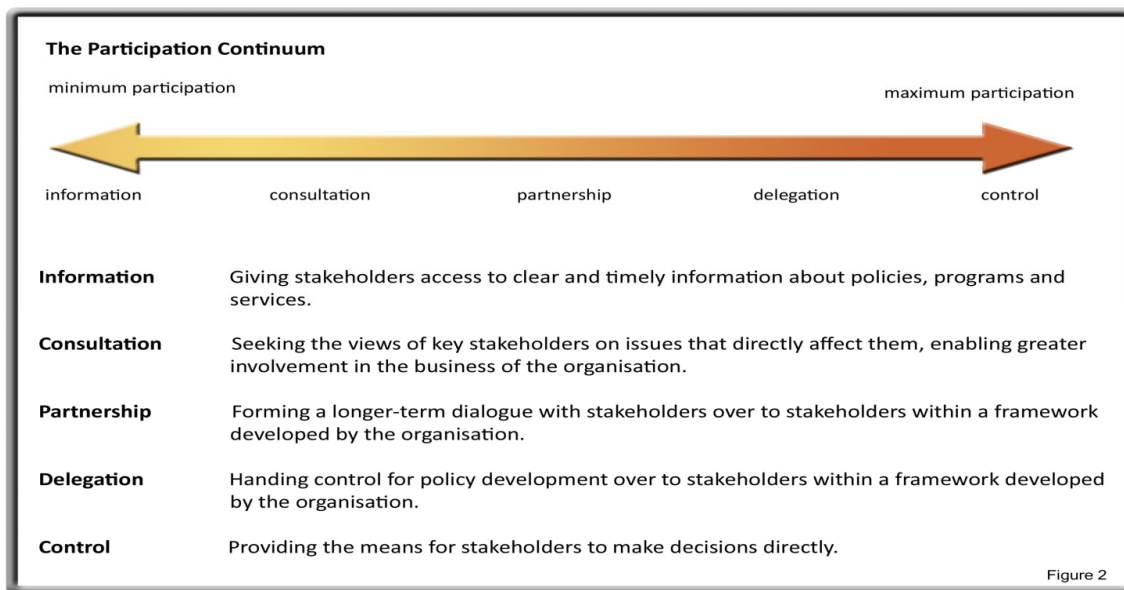 The Participation Continuum
minimum participation
maximum participation
information consultation partnership delegation control
Information Giving stakeholders access to clear and timely information about policies, programs and
services.
Consultation Seeking the views of key stakeholders on issues that directly affect them, enabling greater
involvement in the business of the organisation.
Partnership Forming a longer-term dialogue with stakeholders over to stakeholders within a framework
developed by the organisation.
Delegation Handing control for policy development over to stakeholders within a framework developed
by the organisation.
Control Providing the means for stakeholders to make decisions directly.
Figure 2